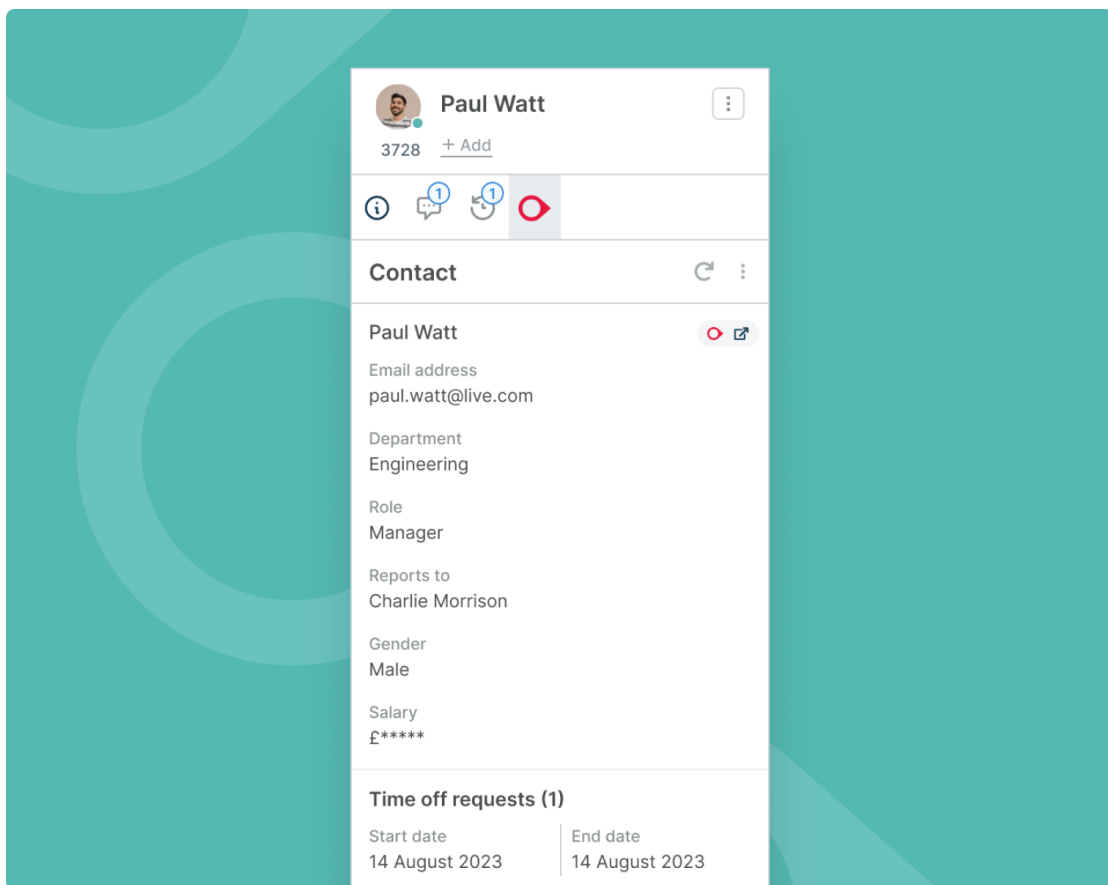 Paul Watt
3728
+ Add
1
1
Contact
Paul Watt
Email address
paul.watt@live.com
Department
Engineering
Role
Manager
Reports to
Charlie Morrison
Gender
Male
Salary
£*****
Time off requests (1)
Start date
14 August 2023
End date
14 August 2023